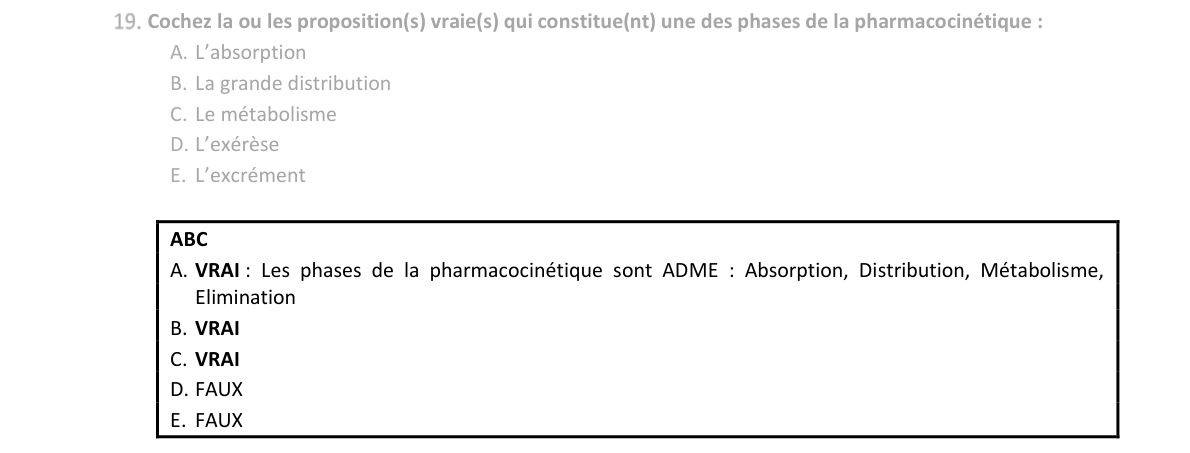 19. Cochez la ou les proposition(s) vraie(s) qui constitue(nt) une des phases de la pharmacocinétique :
A. L’absorption
B. La grande distribution
C. Le métabolisme
D. L’exérèse
E. L’excrément
ABC
A. VRAI : Les phases de la pharmacocinétique sont ADME : Absorption, Distribution, Métabolisme,
Elimination
B. VRAI
C. VRAI
D. FAUX
E. FAUX